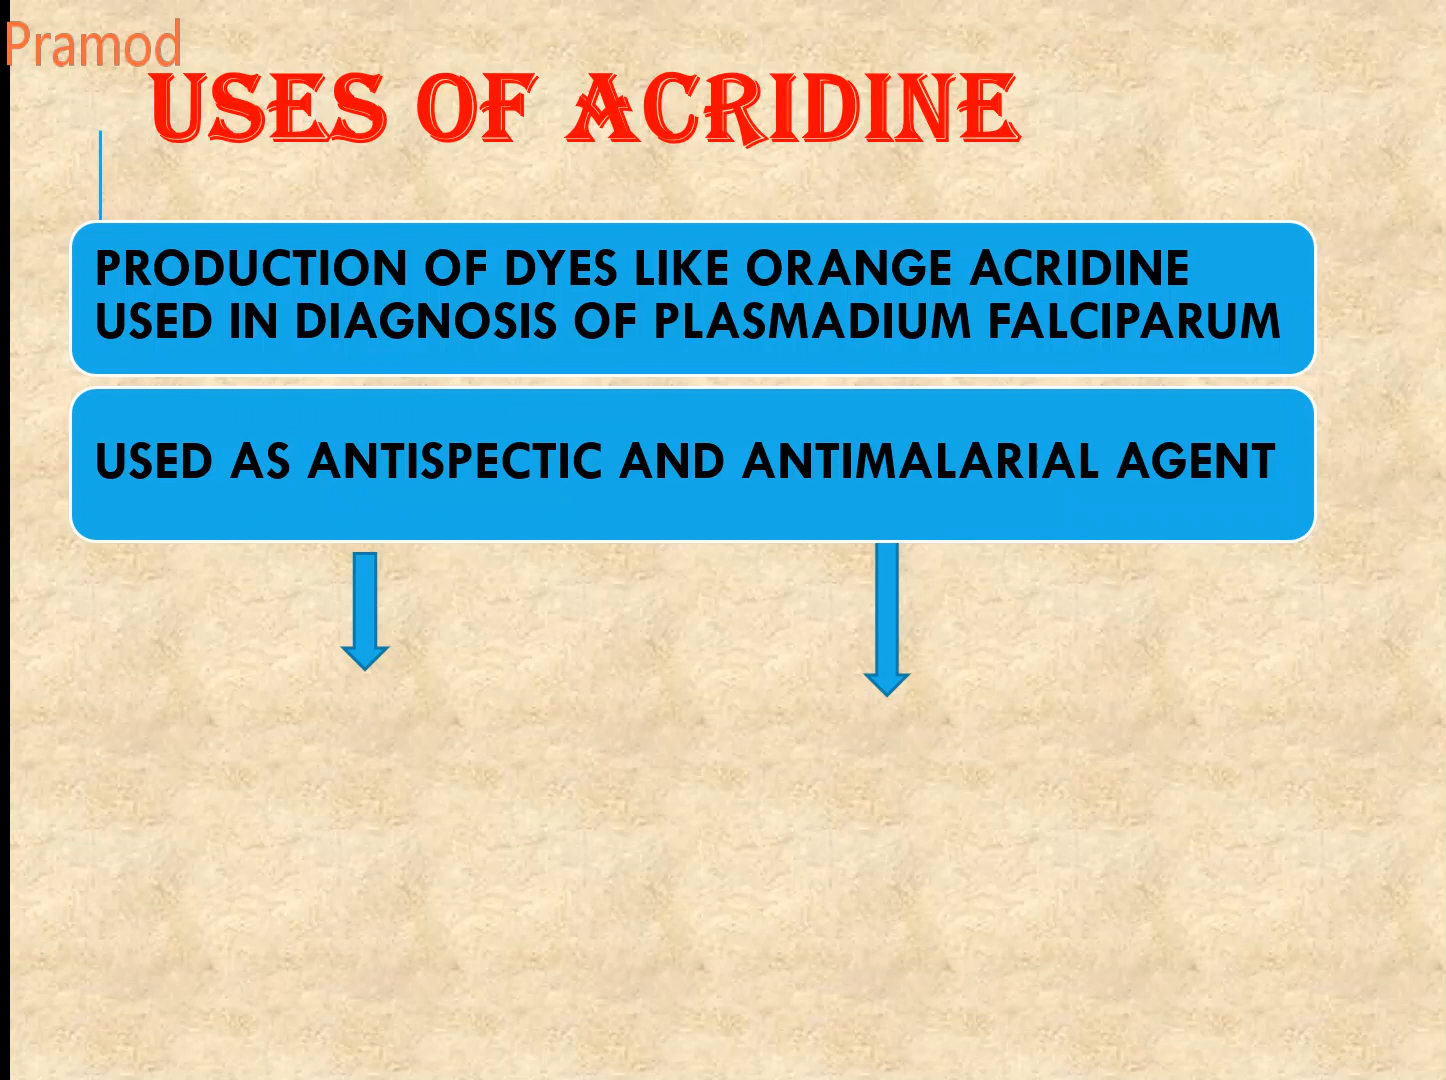 Pramod
USES OF ACRIDINE
PRODUCTION OF DYES LIKE ORANGE ACRIDINE
USED IN DIAGNOSIS OF PLASMADIUM FALCIPARUM
USED AS ANTISPECTIC AND ANTIMALARIAL AGENT